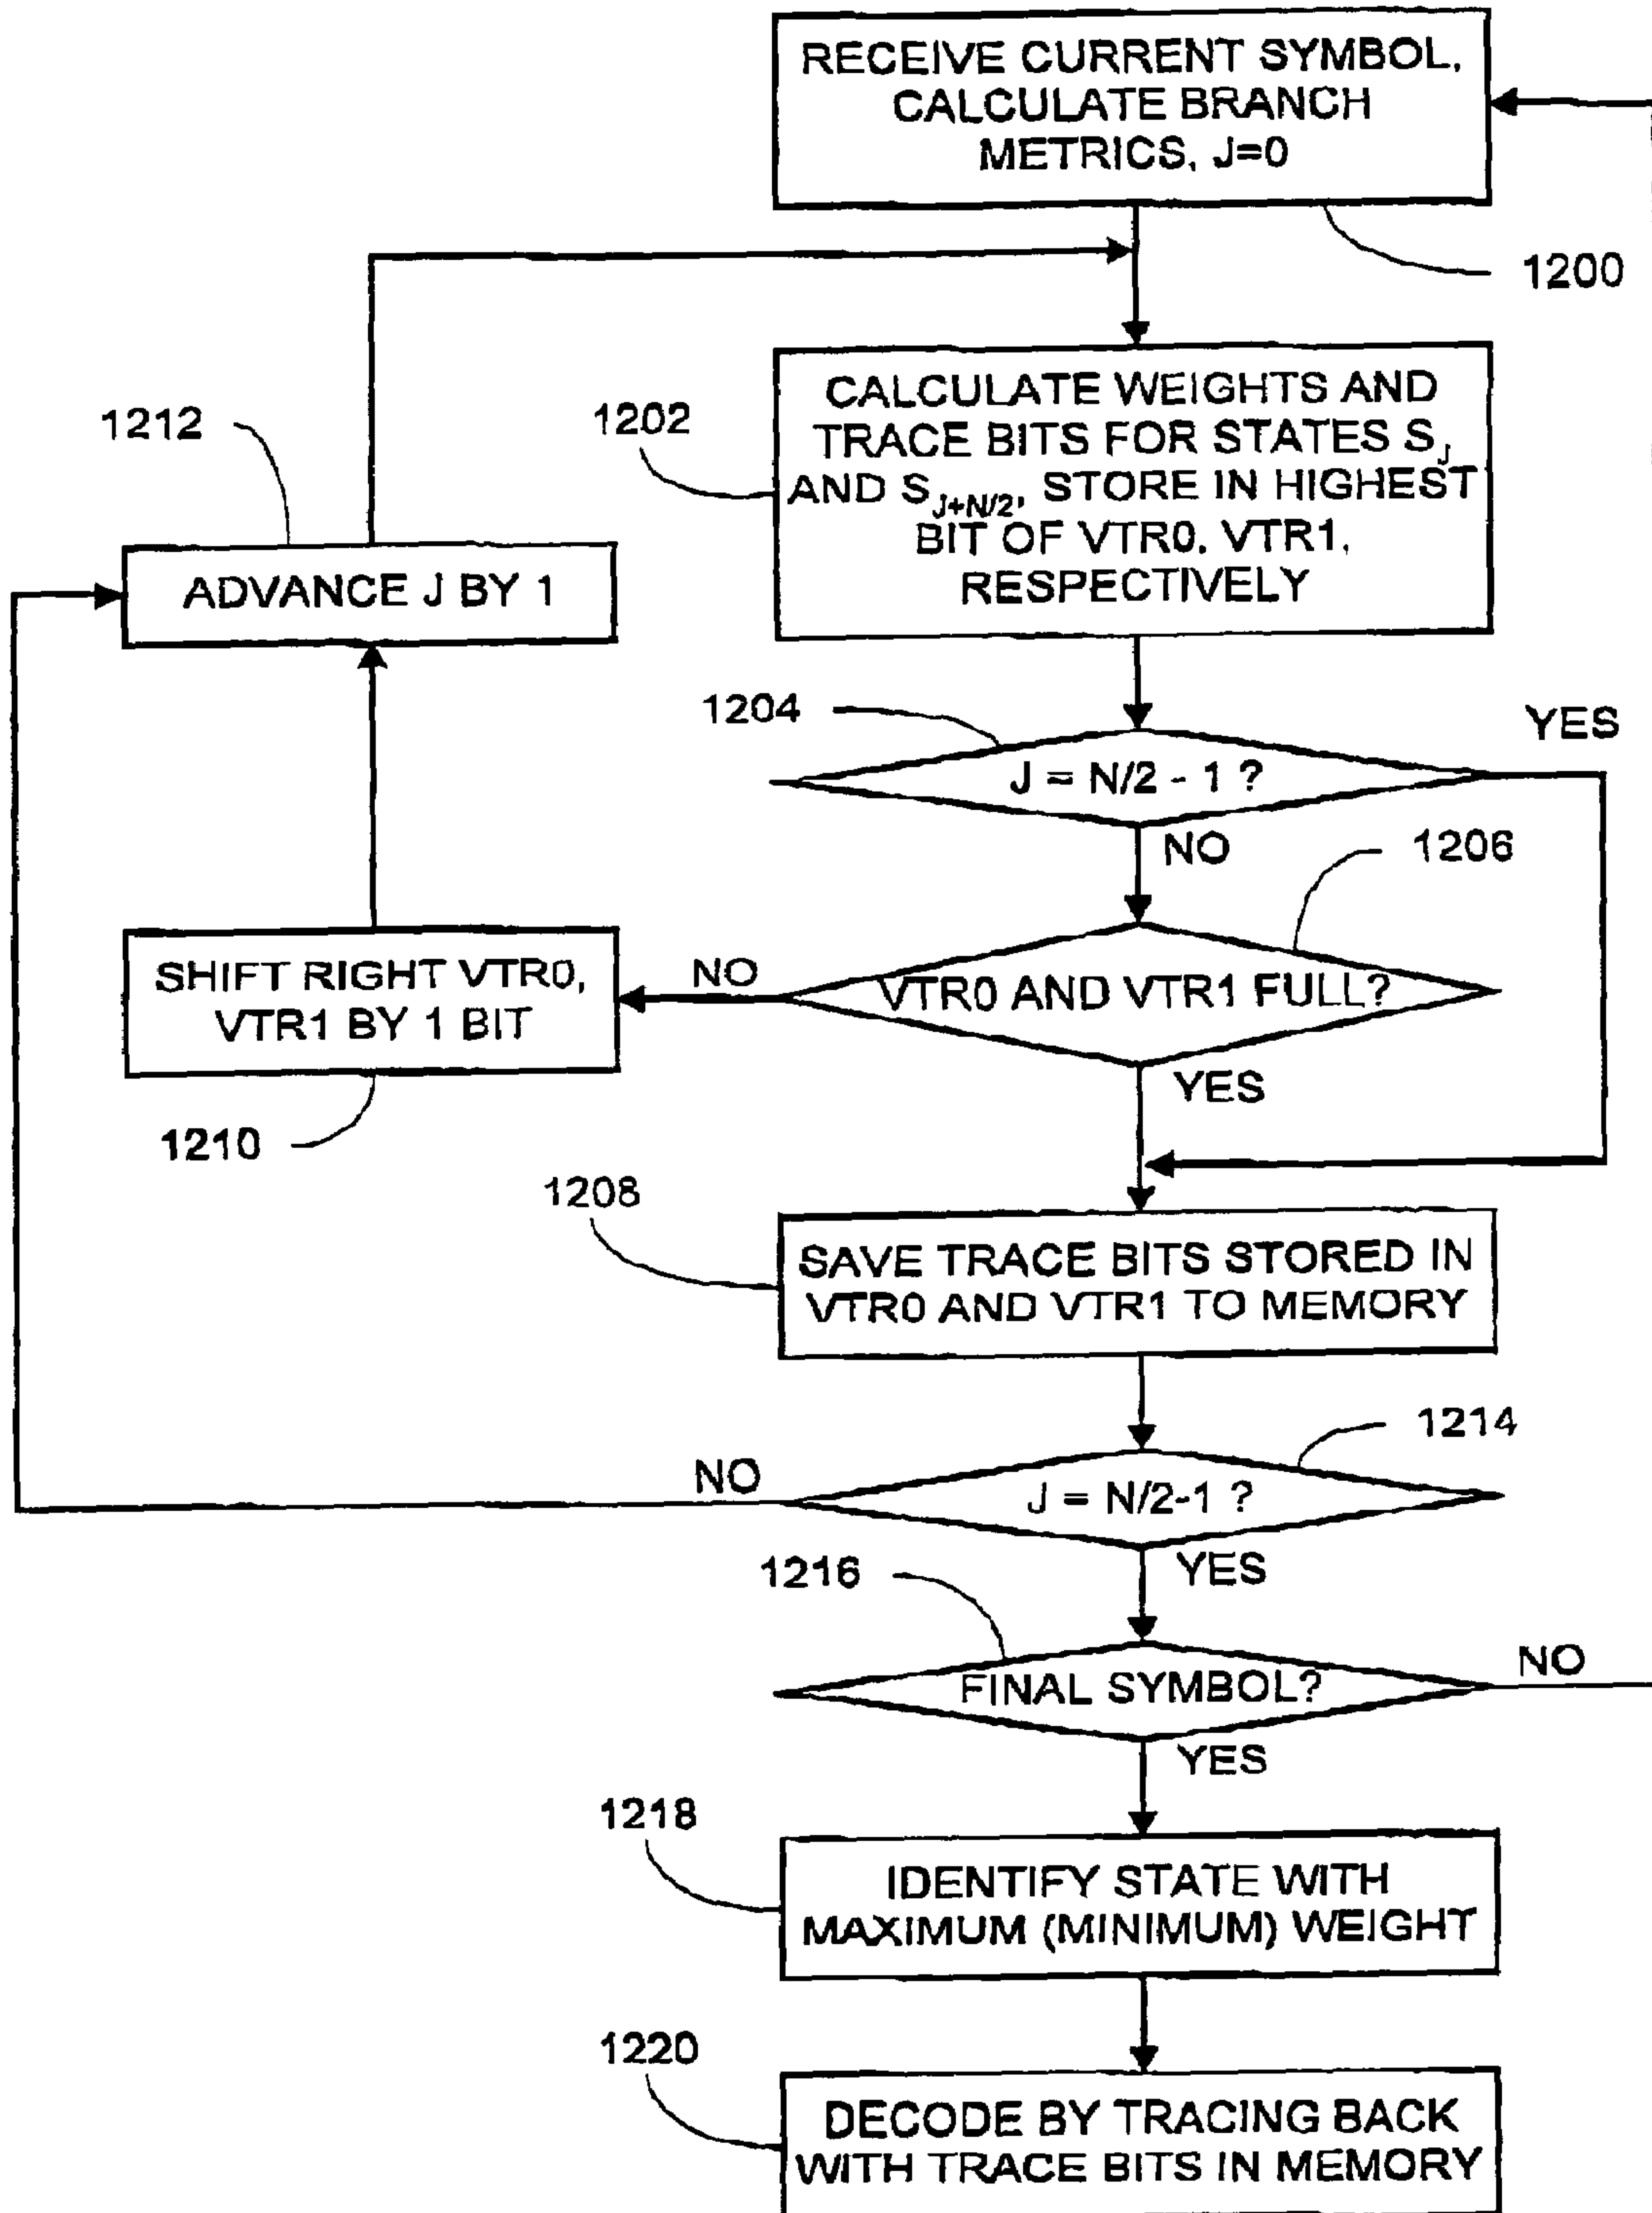 RECEIVE CURRENT SYMBOL,
CALCULATE BRANCH
METRICS, J=0
1200
1212
1202
CALCULATE WEIGHTS AND
TRACE BITS FOR STATES S_J
AND S_J+N/2, STORE IN HIGHEST
BIT OF VTR0, VTR1,
RESPECTIVELY
ADVANCE J BY 1
1204
YES
J = N/2 - 1 ?
NO
1206
SHIFT RIGHT VTR0,
VTR1 BY 1 BIT
NO
VTR0 AND VTR1 FULL?
YES
1210
1208
SAVE TRACE BITS STORED IN
VTR0 AND VTR1 TO MEMORY
1214
NO
J = N/2-1 ?
YES
1216
FINAL SYMBOL?
NO
YES
1218
IDENTIFY STATE WITH
MAXIMUM (MINIMUM) WEIGHT
1220
DECODE BY TRACING BACK
WITH TRACE BITS IN MEMORY